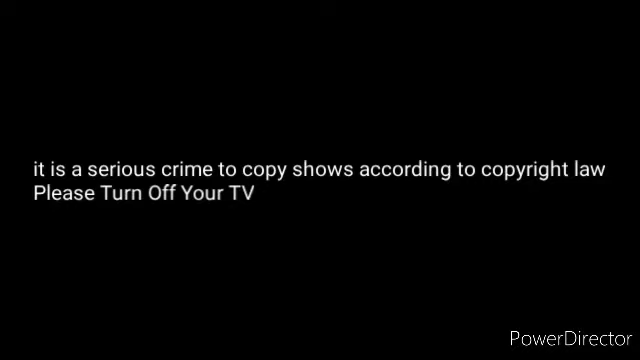 it is a serious crime to copy shows according to copyright law
Please Turn Off Your TV
PowerDirector